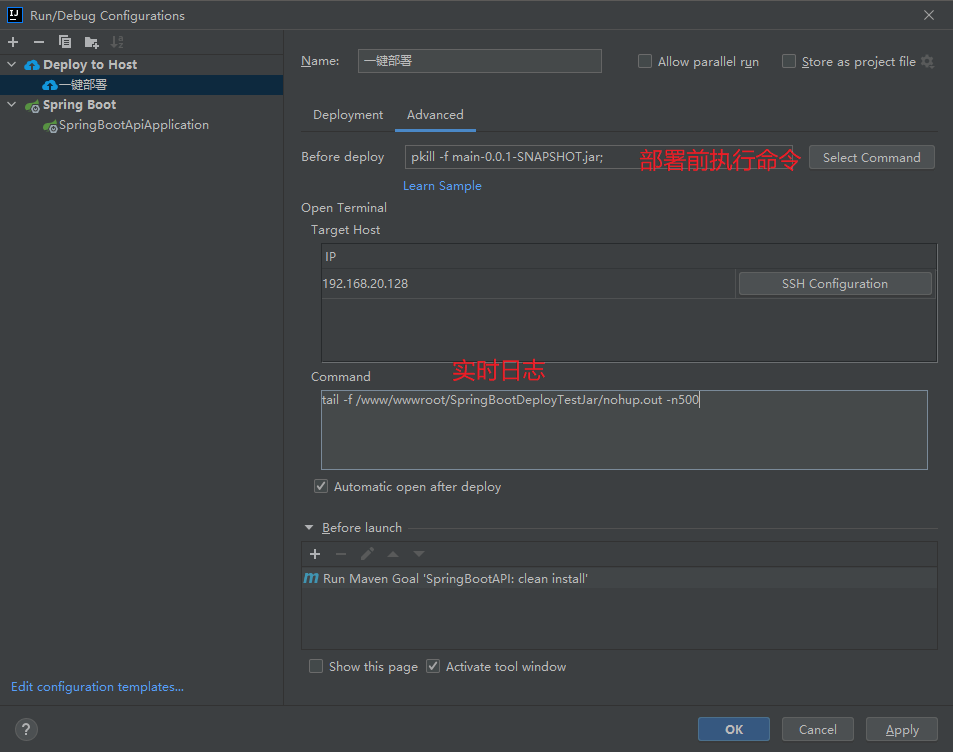 Run/Debug Configurations
Deploy to Host
一键部署
Spring Boot
SpringBootApiApplication
Edit configuration templates...
Name: 一键部署 Allow parallel run Store as project file
Deployment Advanced
Before deploy pkill -f main-0.0.1-SNAPSHOT.jar; 部署前执行命令 Select Command
Learn Sample
Open Terminal
Target Host
IP
192.168.20.128 SSH Configuration
实时日志
Command
tail -f /www/wwwroot/SpringBootDeployTestJar/nohup.out -n500
Automatic open after deploy
Before launch
m Run Maven Goal 'SpringBootAPI: clean install'
Show this page Activate tool window
? OK Cancel Apply